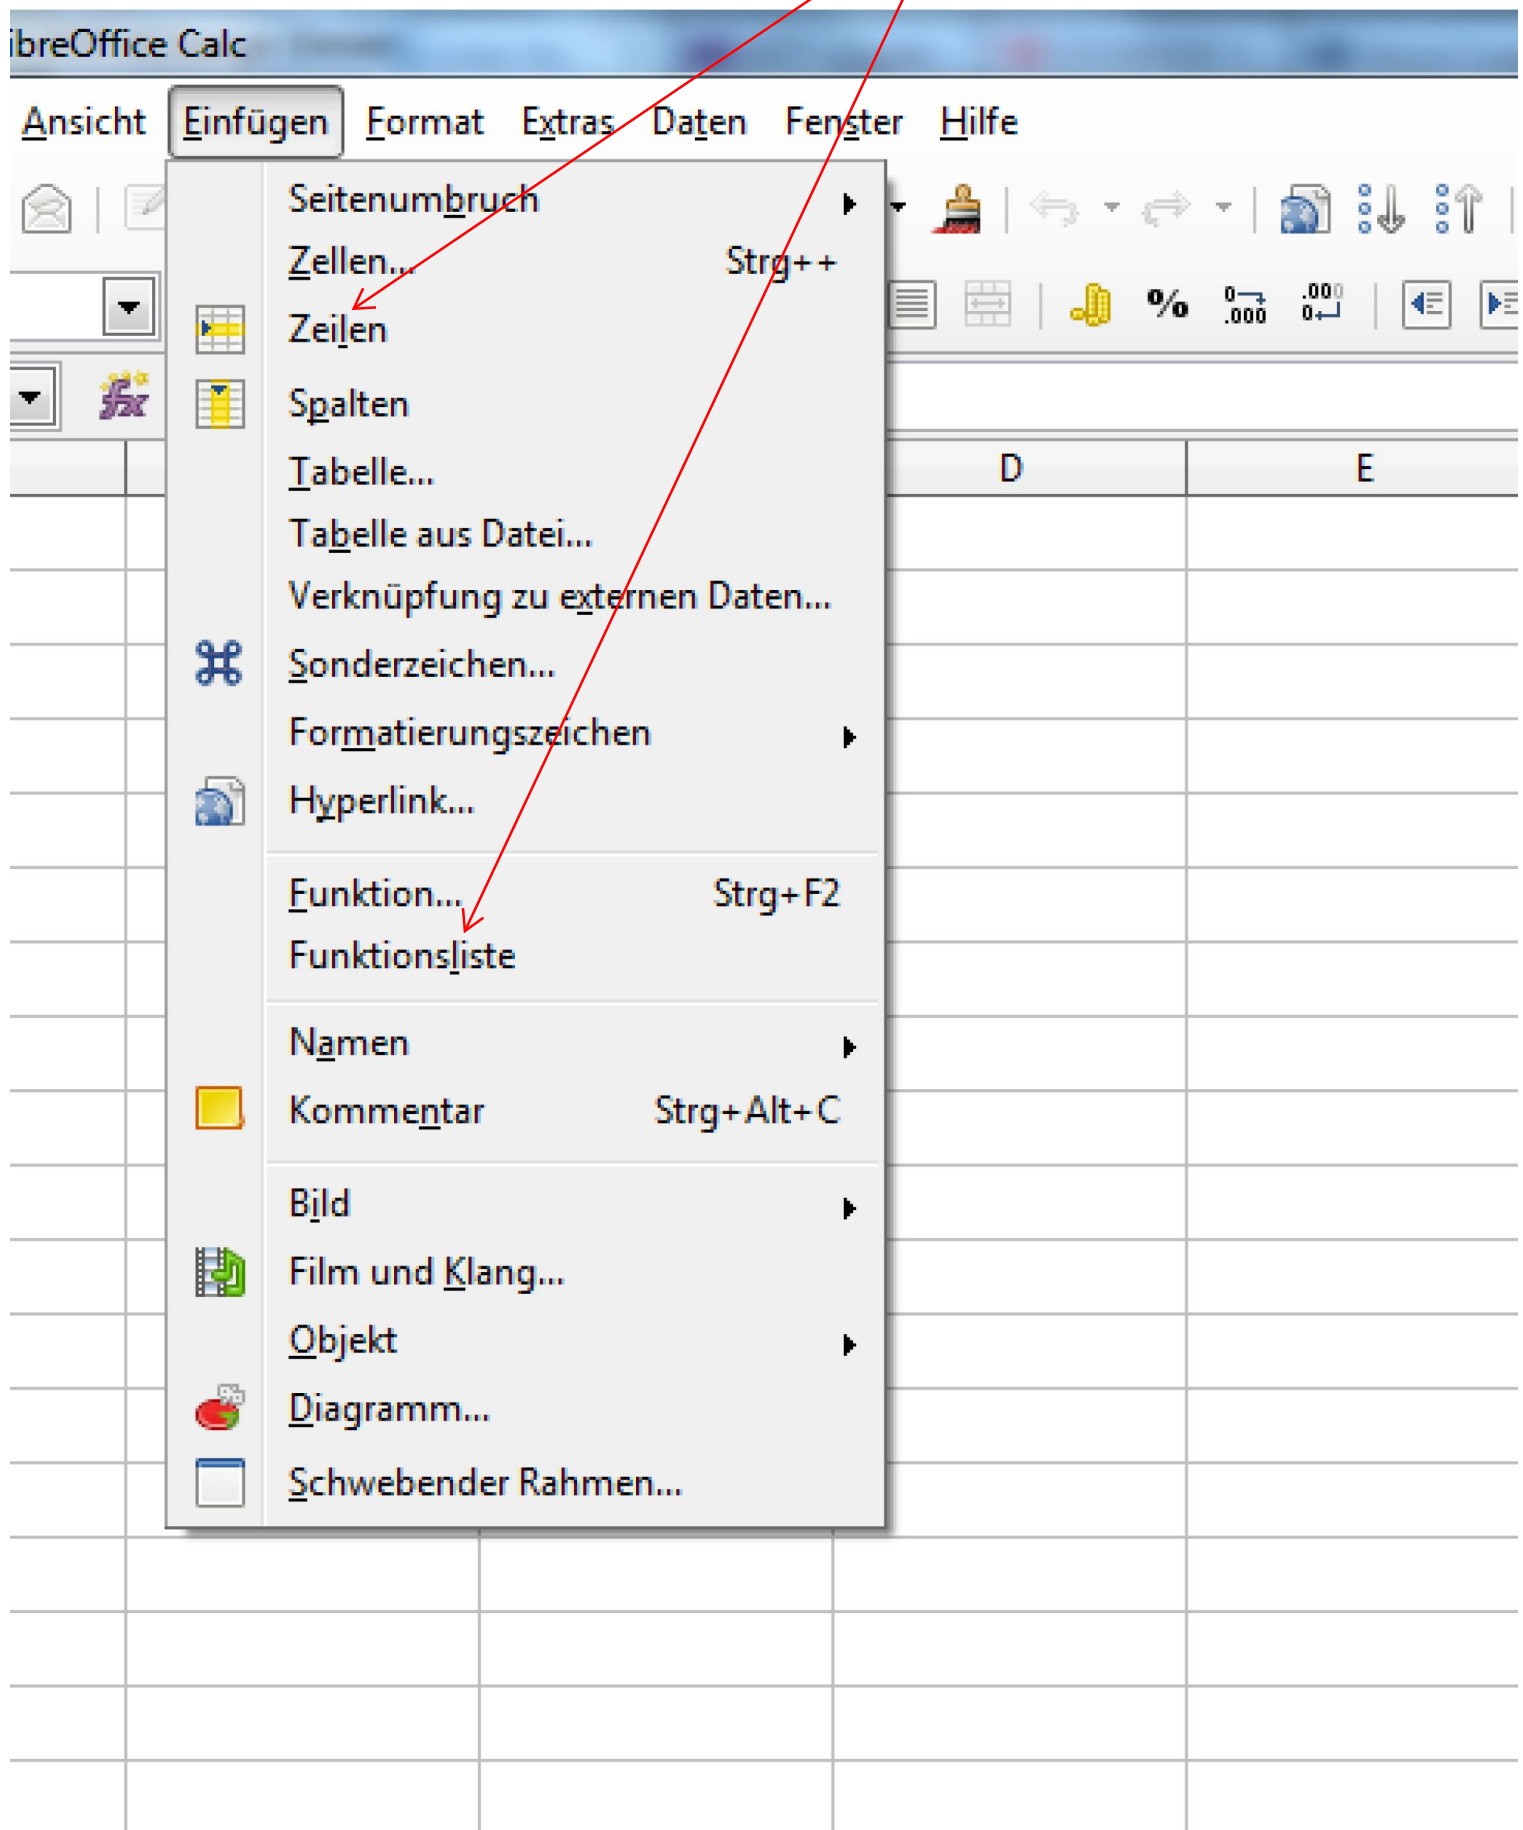 ibreOffice Calc
Ansicht Einfügen Format Extras Daten Fenster Hilfe
Seitenumbruch
Zellen... Strg++
Zeilen
Spalten
Tabelle...
Tabelle aus Datei...
Verknüpfung zu externen Daten...
Sonderzeichen...
Formatierungszeichen
Hyperlink...
Funktion... Strg+F2
Funktionsliste
Namen
Kommentar Strg+Alt+C
Bild
Film und Klang...
Objekt
Diagramm...
Schwebender Rahmen...
% 0 .000 .000 0
fx
D E